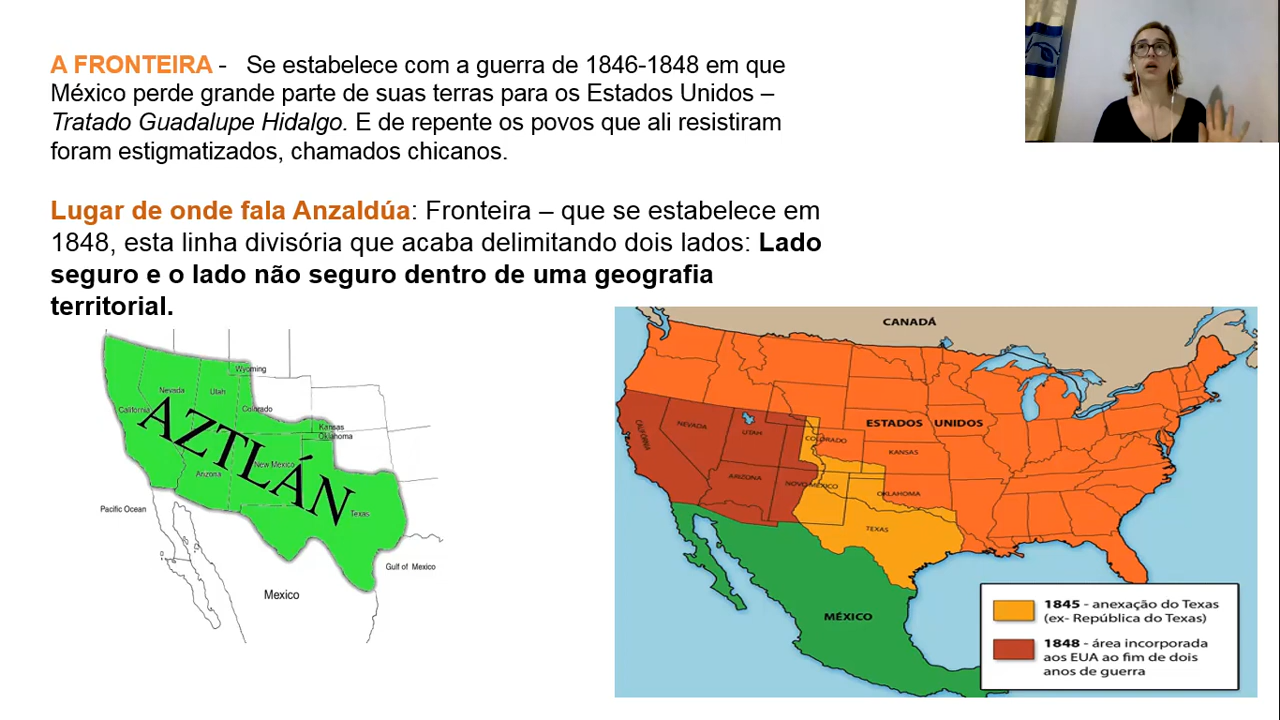 A FRONTEIRA -   Se estabelece com a guerra de 1846-1848 em que
México perde grande parte de suas terras para os Estados Unidos –
Tratado Guadalupe Hidalgo. E de repente os povos que ali resistiram
foram estigmatizados, chamados chicanos.
Lugar de onde fala Anzaldúa: Fronteira – que se estabelece em
1848, esta linha divisória que acaba delimitando dois lados: Lado
seguro e o lado não seguro dentro de uma geografia
territorial.
Wyoming
Nevada
Utah
California
Colorado
Kansas
Oklahoma
AZTLÁN
New Mexico
Arizona
Texas
Pacific Ocean
Gulf of Mexico
Mexico
CANADÁ
ESTADOS UNIDOS
CALIFÓRNIA
NEVADA
UTAH
COLORADO
KANSAS
ARIZONA
NOVO MÉXICO
OKLAHOMA
TEXAS
MÉXICO
1845 - anexação do Texas
(ex- República do Texas)
1848 - área incorporada
aos EUA ao fim de dois
anos de guerra